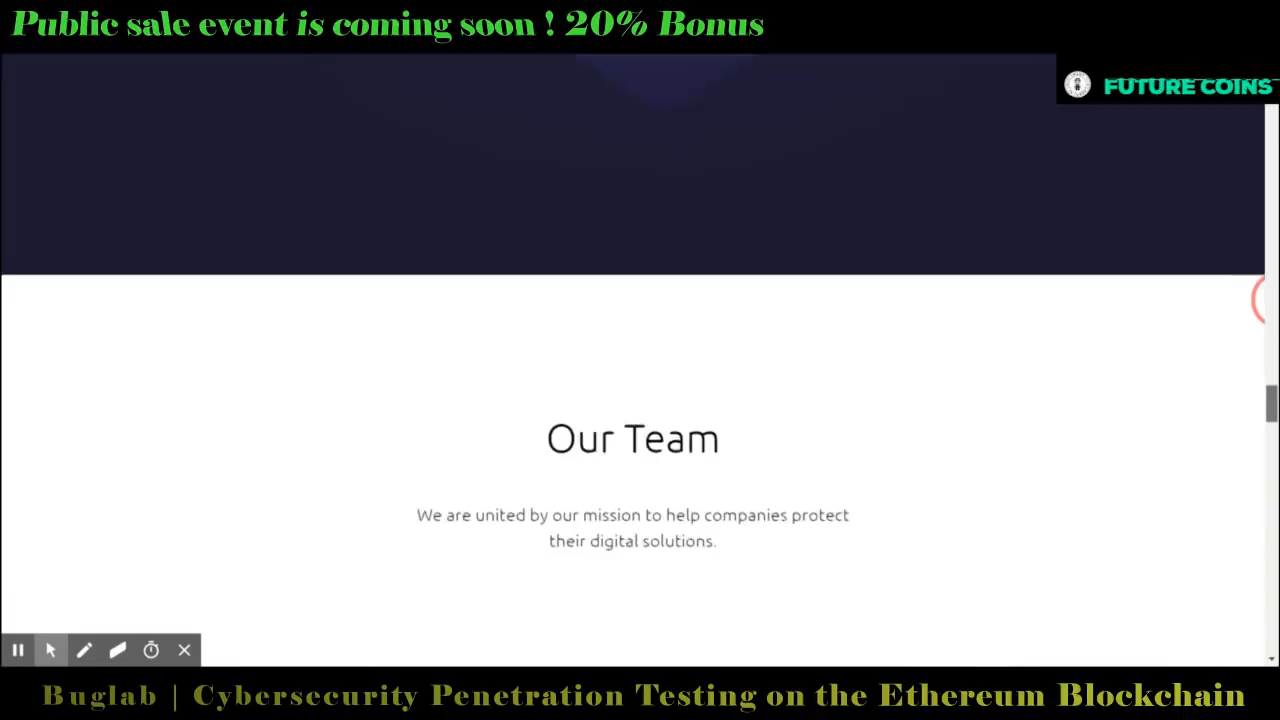 Public sale event is coming soon ! 20% Bonus
FUTURE COINS
Our Team
We are united by our mission to help companies protect
their digital solutions.
Buglab | Cybersecurity Penetration Testing on the Ethereum Blockchain